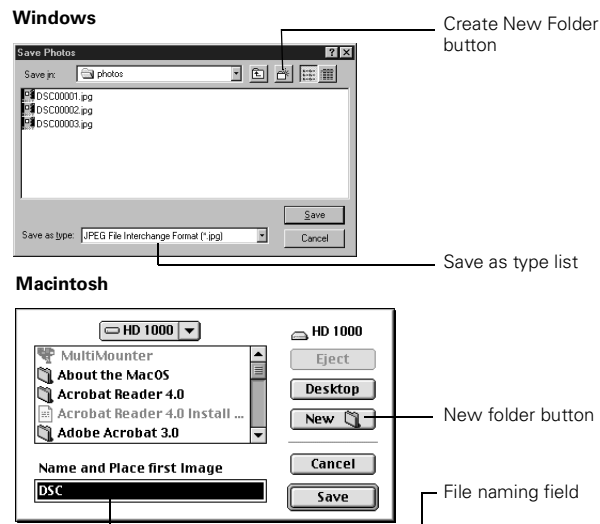 Windows
Create New Folder
button
Save Photos
Save in: photos
DSC00001.jpg
DSC00002.jpg
DSC00003.jpg
Save
Save as type: JPEG File Interchange Format (*.jpg)
Cancel
Save as type list
Macintosh
HD 1000
HD 1000
MultiMounter
Eject
About the MacOS
Desktop
Acrobat Reader 4.0
Acrobat Reader 4.0 Install ...
New
New folder button
Adobe Acrobat 3.0
Cancel
Name and Place first Image
DSC
Save
File naming field